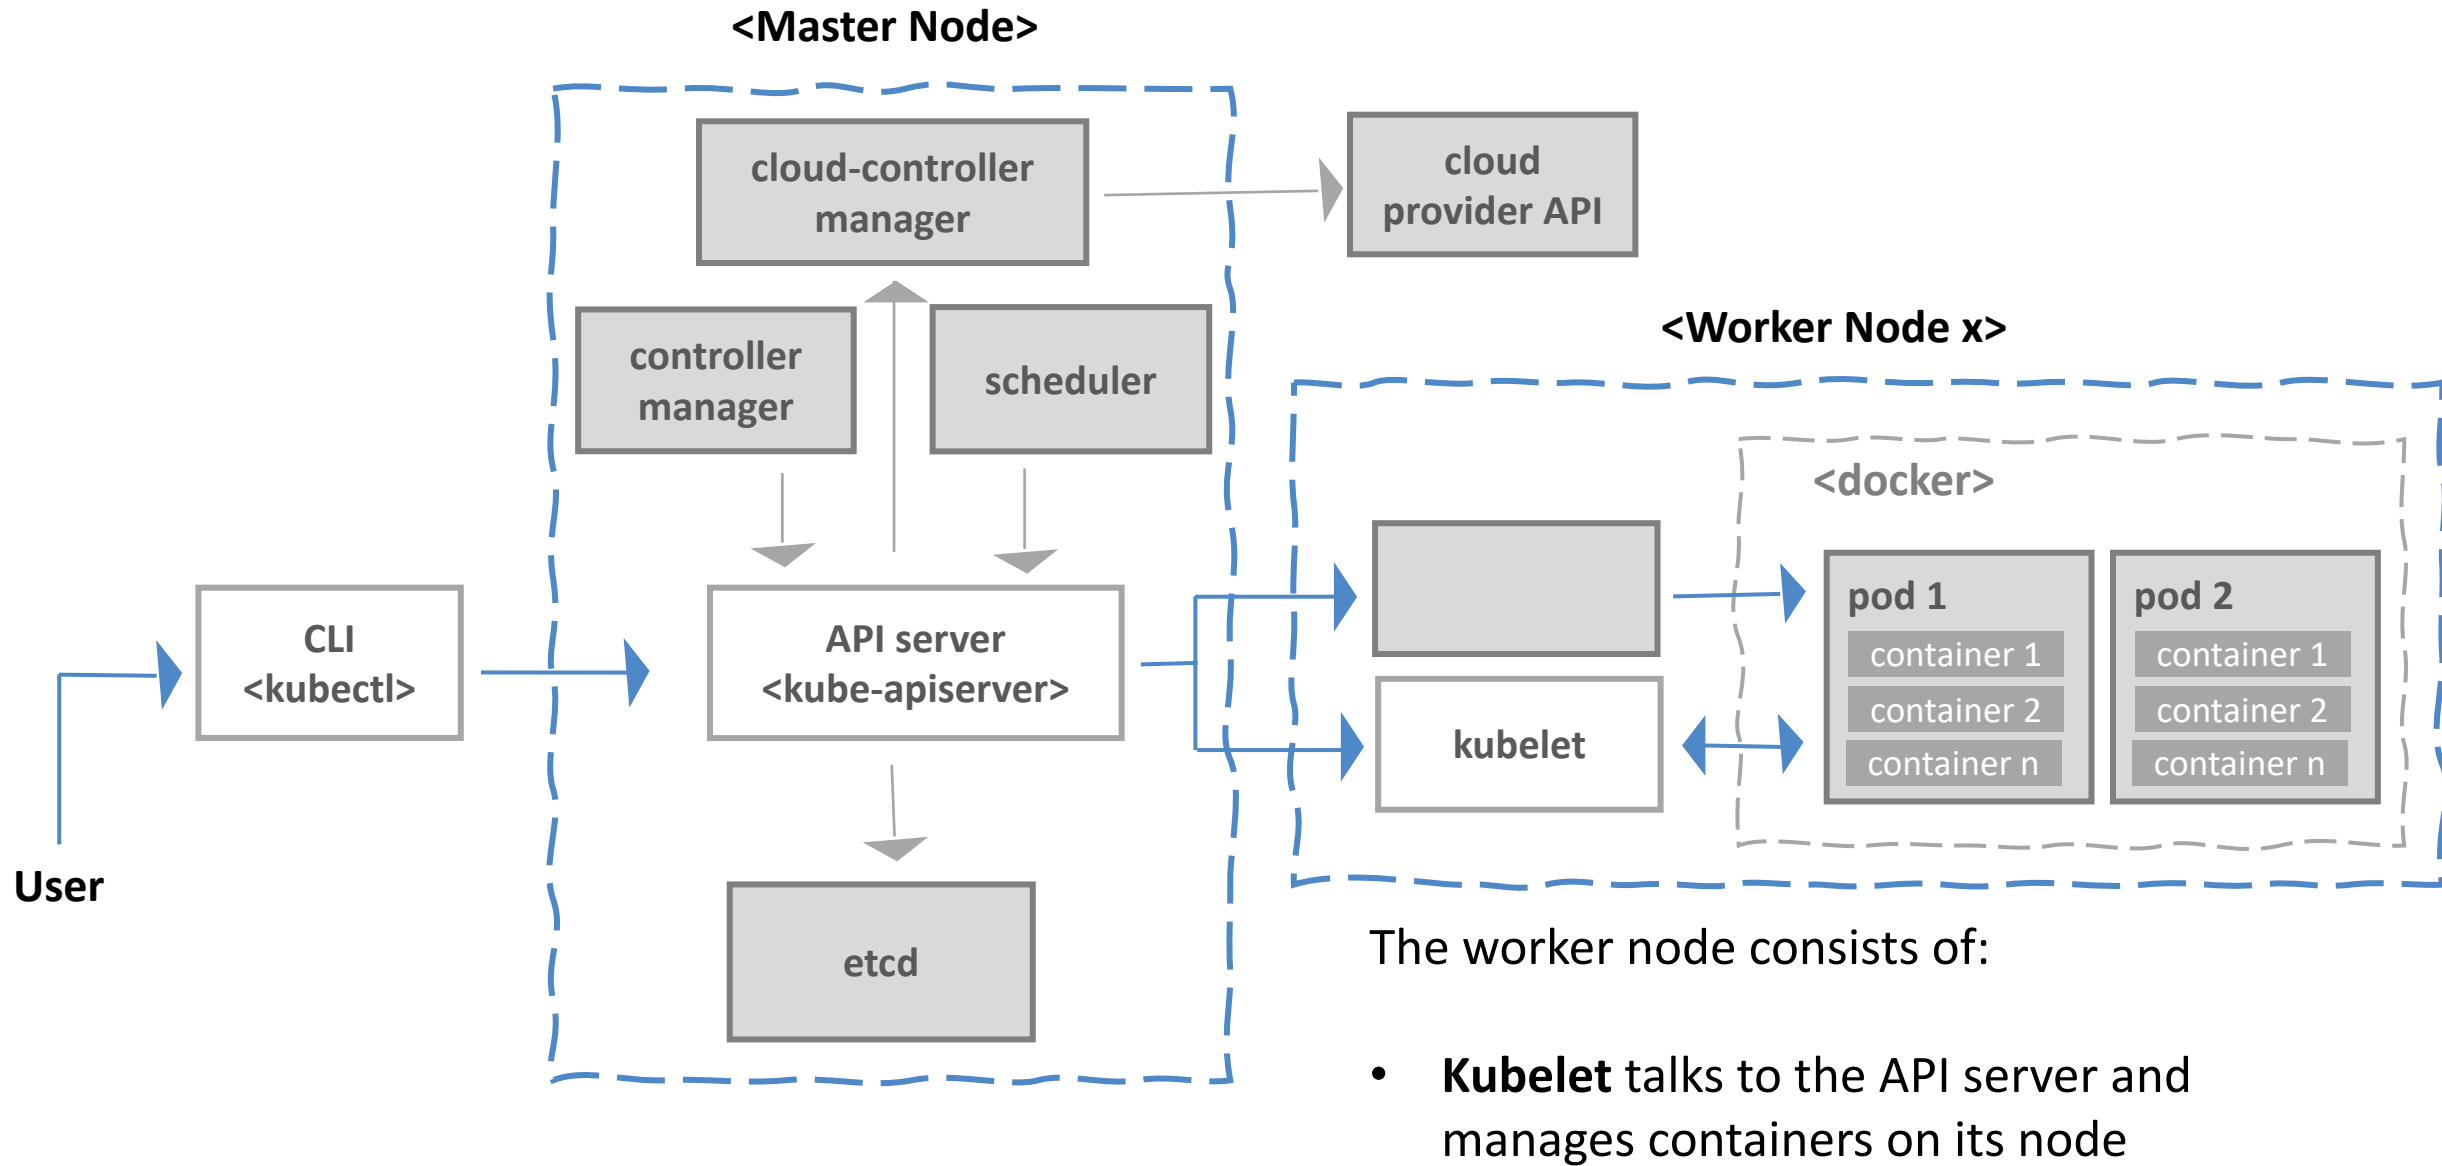 <Master Node>
cloud-controller
manager
cloud
provider API
controller
manager
scheduler
<Worker Node x>
<docker>
CLI
<kubectl>
API server
<kube-apiserver>
kubelet
pod 1
container 1
container 2
container n
pod 2
container 1
container 2
container n
User
etcd
The worker node consists of:
• Kubelet talks to the API server and
manages containers on its node